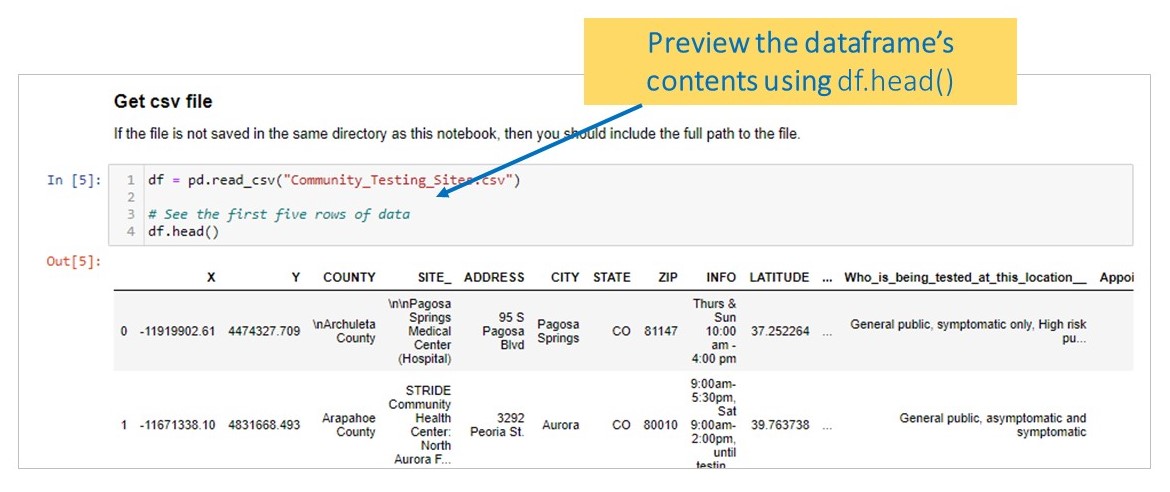 Preview the dataframe's
contents using df.head()
Get csv file
If the file is not saved in the same directory as this notebook, then you should include the full path to the file.
In [5]:
1 df = pd.read_csv("Community_Testing_Sites.csv")
2
3 # See the first five rows of data
4 df.head()
Out[5]:
X Y COUNTY SITE_ ADDRESS CITY STATE ZIP INFO LATITUDE ... Who_is_being_tested_at_this_location__ Appoi
0 -11919902.61 4474327.709
\nArchuleta
County
\n\nPagosa
Springs
Medical
Center
(Hospital)
95 S
Pagosa
Blvd
Pagosa
Springs
CO 81147
Thurs &
Sun
10:00
am -
4:00 pm
37.252264 ...
General public, symptomatic only, High risk
pu...
1 -11671338.10 4831668.493
Arapahoe
County
STRIDE
Community
Health
Center:
North
Aurora F...
3292
Peoria St.
Aurora CO 80010
9:00am-
5:30pm,
Sat
9:00am-
2:00pm,
until
testin...
39.763738 ...
General public, asymptomatic and
symptomatic